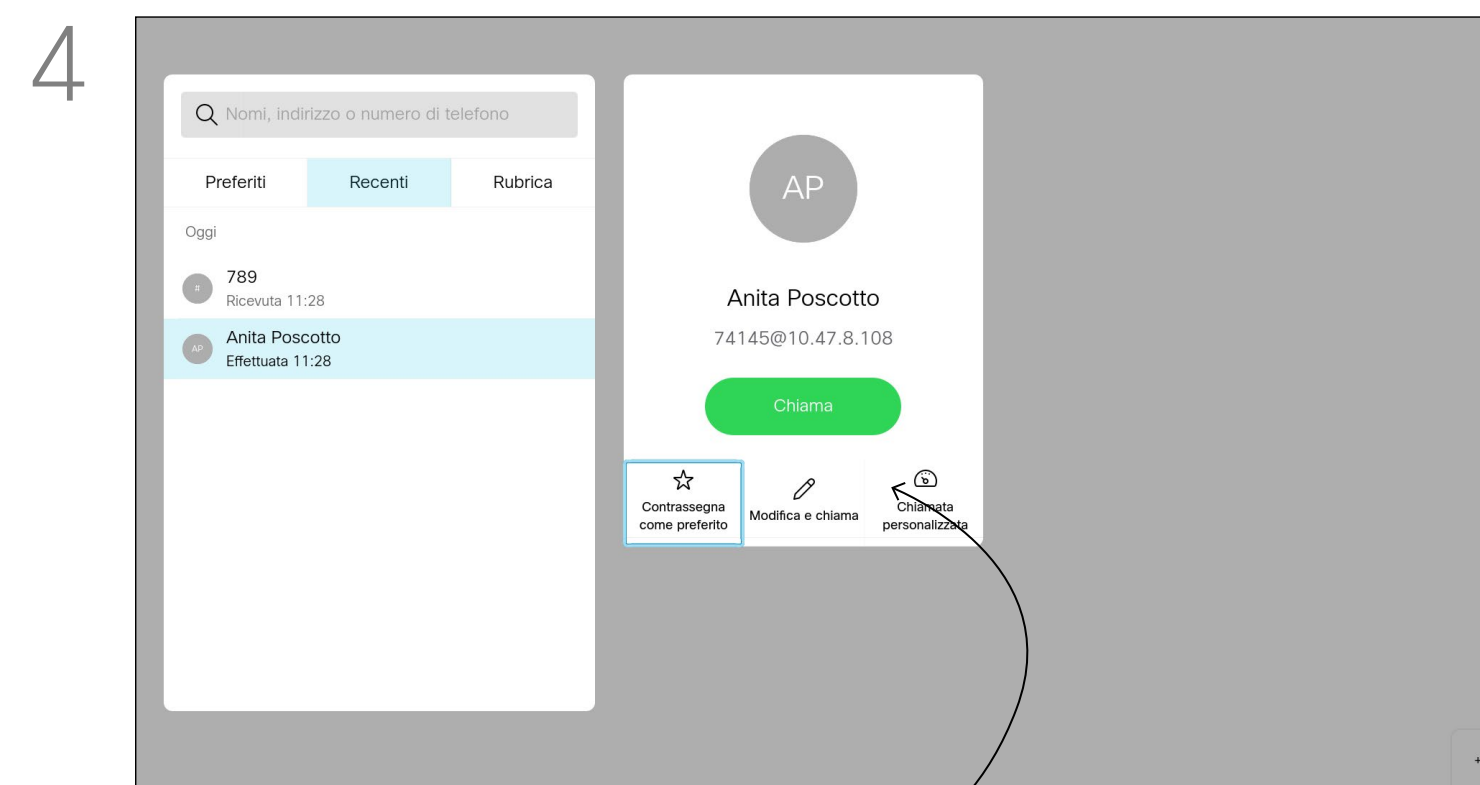 4
Nomi, indirizzo o numero di telefono
Preferiti Recenti Rubrica
Oggi
#
789
Ricevuta 11:28
AP
Anita Poscotto
Effettuata 11:28
AP
Anita Poscotto
74145@10.47.8.108
Chiama
Contrassegna
come preferito
Modifica e chiama
Chiamata
personalizzata
+